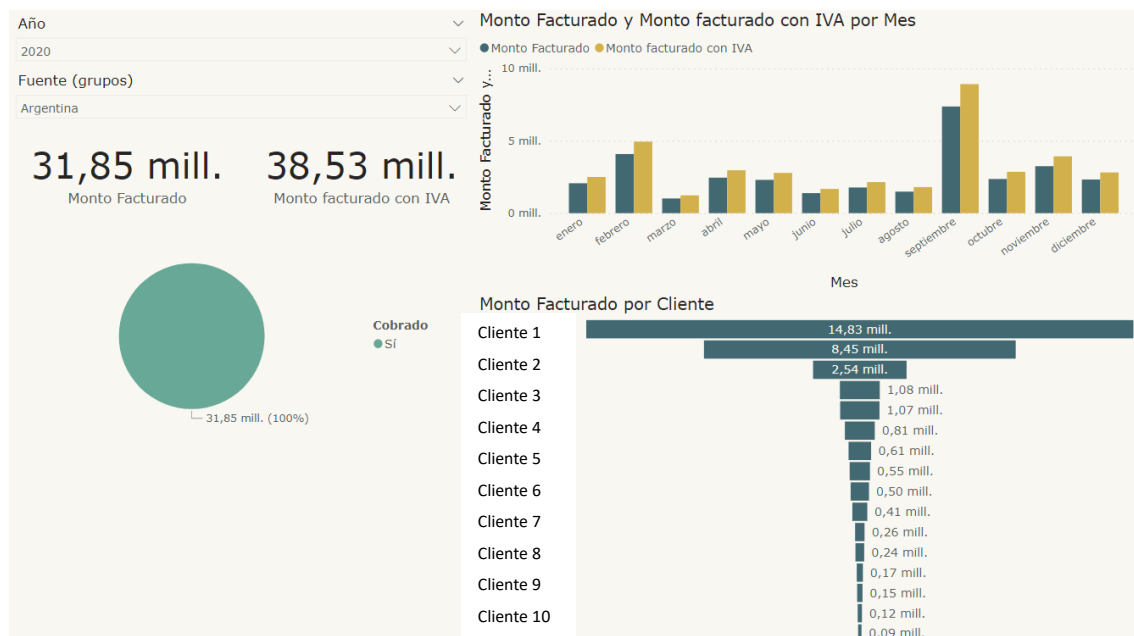 Año
2020
Fuente (grupos)
Argentina
31,85 mill.
Monto Facturado
38,53 mill.
Monto facturado con IVA
Cobrado
Sí
31,85 mill. (100%)
Monto Facturado y Monto facturado con IVA por Mes
Monto Facturado
Monto facturado con IVA
Monto Facturado y...
10 mill.
5 mill.
0 mill.
enero
febrero
marzo
abril
mayo
junio
julio
agosto
septiembre
octubre
noviembre
diciembre
Mes
Monto Facturado por Cliente
Cliente 1
Cliente 2
Cliente 3
Cliente 4
Cliente 5
Cliente 6
Cliente 7
Cliente 8
Cliente 9
Cliente 10
14,83 mill.
8,45 mill.
2,54 mill.
1,08 mill.
1,07 mill.
0,81 mill.
0,61 mill.
0,55 mill.
0,50 mill.
0,41 mill.
0,26 mill.
0,24 mill.
0,17 mill.
0,15 mill.
0,12 mill.
0,09 mill.